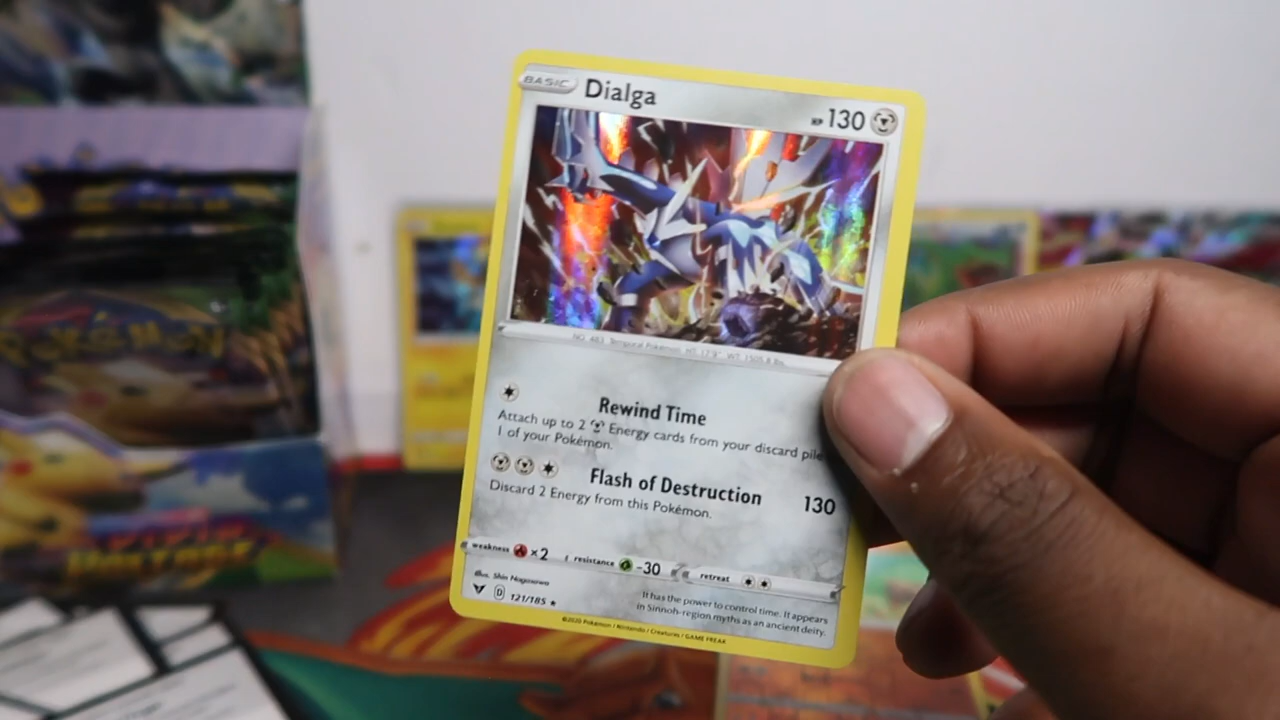 BASIC Dialga HP 130
NO. 483 Temporal Pokémon HT: 17'9" WT: 1505.8 lbs.
Rewind Time
Attach up to 2 Energy cards from your discard pile
1 of your Pokémon.
Flash of Destruction 130
Discard 2 Energy from this Pokémon.
weakness ×2 resistance -30 retreat
Illus. Shin Nagasawa
D 121/185 ★
It has the power to control time. It appears
in Sinnoh-region myths as an ancient deity.
©2020 Pokémon / Nintendo / Creatures / GAME FREAK
POKÉMON
VIVID
VOLTAGE